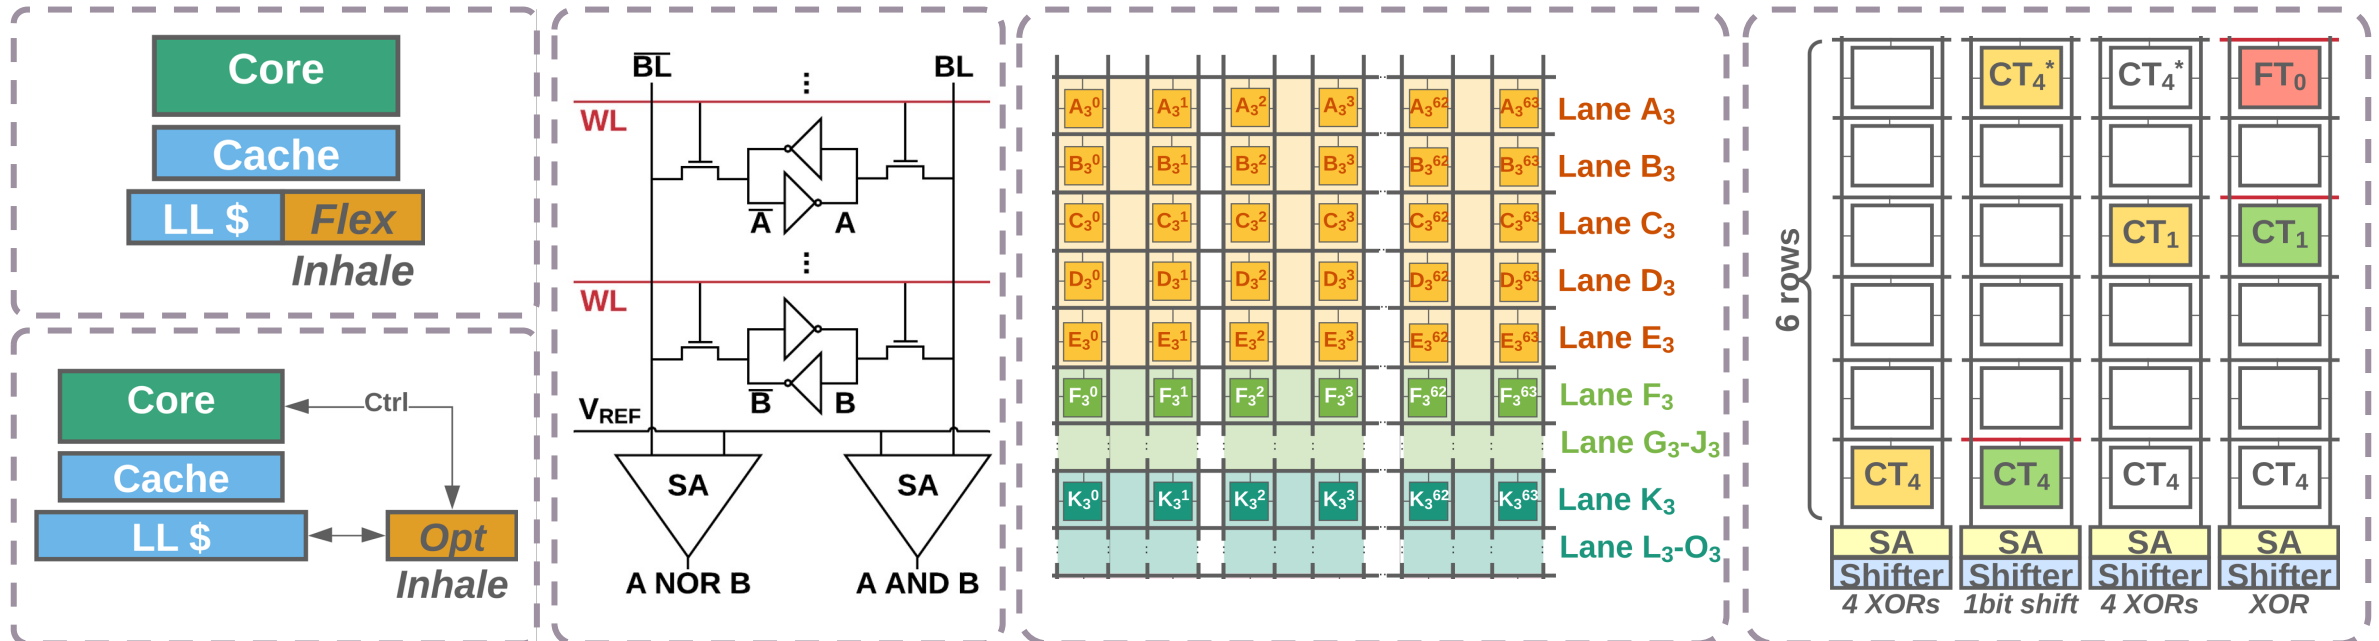 Core
Cache
LL $ Flex
Inhale
Core
Ctrl
Cache
LL $ Opt
Inhale
B̅L̅ BL
WL
A̅ A
WL
B̅ B
V_REF
SA SA
A NOR B A AND B
A₃⁰ A₃¹ A₃² A₃³ A₃⁶² A₃⁶³ Lane A₃
B₃⁰ B₃¹ B₃² B₃³ B₃⁶² B₃⁶³ Lane B₃
C₃⁰ C₃¹ C₃² C₃³ C₃⁶² C₃⁶³ Lane C₃
D₃⁰ D₃¹ D₃² D₃³ D₃⁶² D₃⁶³ Lane D₃
E₃⁰ E₃¹ E₃² E₃³ E₃⁶² E₃⁶³ Lane E₃
F₃⁰ F₃¹ F₃² F₃³ F₃⁶² F₃⁶³ Lane F₃
Lane G₃-J₃
K₃⁰ K₃¹ K₃² K₃³ K₃⁶² K₃⁶³ Lane K₃
Lane L₃-O₃
6 rows
CT₄* CT₄* FT₀
CT₁ CT₁
CT₄ CT₄ CT₄ CT₄
SA SA SA SA
Shifter Shifter Shifter Shifter
4 XORs 1bit shift 4 XORs XOR